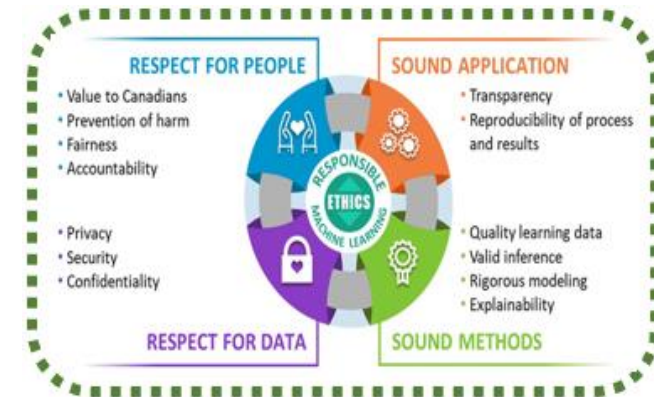 RESPECT FOR PEOPLE
• Value to Canadians
• Prevention of harm
• Fairness
• Accountability
SOUND APPLICATION
• Transparency
• Reproducibility of process
and results
RESPONSIBLE
ETHICS
MACHINE LEARNING
• Privacy
• Security
• Confidentiality
RESPECT FOR DATA
• Quality learning data
• Valid inference
• Rigorous modeling
• Explainability
SOUND METHODS